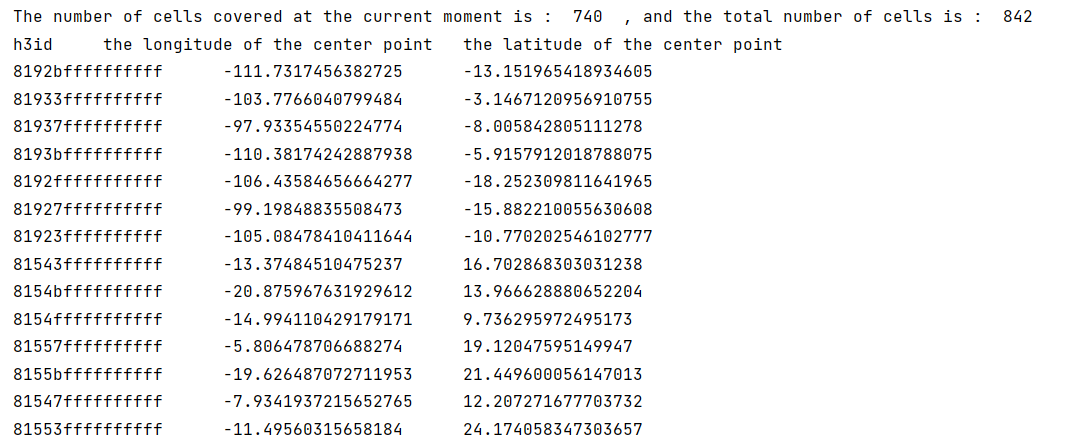 The number of cells covered at the current moment is :  740  , and the total number of cells is :  842
h3id     the longitude of the center point   the latitude of the center point
8192bffffffffff      -111.7317456382725      -13.151965418934605
81933ffffffffff      -103.7766040799484      -3.1467120956910755
81937ffffffffff      -97.93354550224774      -8.005842805111278
8193bffffffffff      -110.38174242887938     -5.9157912018788075
8192fffffffffff      -106.43584656664277     -18.252309811641965
81927ffffffffff      -99.19848835508473      -15.882210055630608
81923ffffffffff      -105.08478410411644     -10.770202546102777
81543ffffffffff      -13.37484510475237      16.702868303031238
8154bffffffffff      -20.875967631929612     13.966628880652204
8154fffffffffff      -14.994110429179171     9.736295972495173
81557ffffffffff      -5.806478706688274      19.12047595149947
8155bffffffffff      -19.626487072711953     21.449600056147013
81547ffffffffff      -7.9341937215652765     12.207271677703732
81553ffffffffff      -11.49560315658184      24.174058347303657